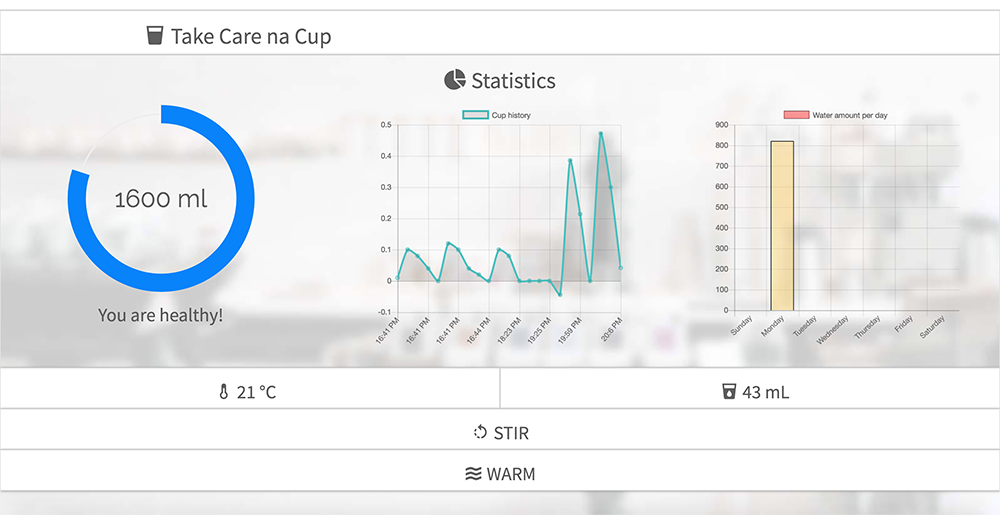 Take Care na Cup
Statistics
1600 ml
You are healthy!
Cup history
0.5
0.4
0.3
0.2
0.1
0
-0.1
16:41 PM
16:41 PM
16:41 PM
16:44 PM
18:23 PM
19:25 PM
19:59 PM
20:6 PM
Water amount per day
900
800
700
600
500
400
300
200
100
0
Sunday
Monday
Tuesday
Wednesday
Thursday
Friday
Saturday
21 °C
43 mL
STIR
WARM